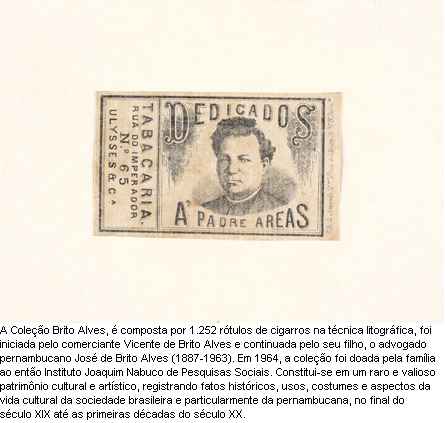 TABACARIA.
RUA DO IMPERADOR
Nº 65
ULYSSES & Cª
DEDICADOS
A' PADRE AREAS
A Coleção Brito Alves, é composta por 1.252 rótulos de cigarros na técnica litográfica, foi
iniciada pelo comerciante Vicente de Brito Alves e continuada pelo seu filho, o advogado
pernambucano José de Brito Alves (1887-1963). Em 1964, a coleção foi doada pela família
ao então Instituto Joaquim Nabuco de Pesquisas Sociais. Constitui-se em um raro e valioso
patrimônio cultural e artístico, registrando fatos históricos, usos, costumes e aspectos da
vida cultural da sociedade brasileira e particularmente da pernambucana, no final do
século XIX até as primeiras décadas do século XX.